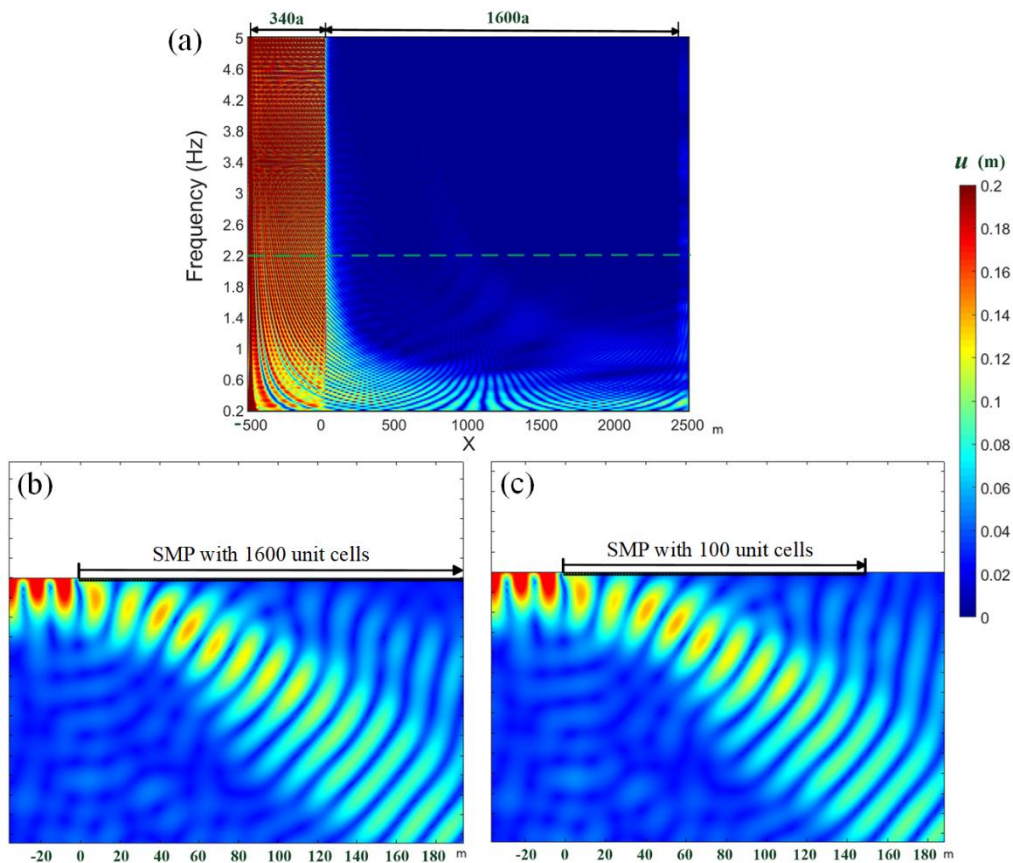 340a 1600a
(a)
5
4.6
4.2
3.8
3.4
3
2.6
2.2
1.8
1.4
1
0.6
0.2
Frequency (Hz)
-500 0 500 1000 1500 2000 2500 m
X
u (m)
0.2
0.18
0.16
0.14
0.12
0.1
0.08
0.06
0.04
0.02
0
(b)
SMP with 1600 unit cells
-20 0 20 40 60 80 100 120 140 160 180 m
(c)
SMP with 100 unit cells
-20 0 20 40 60 80 100 120 140 160 180 m